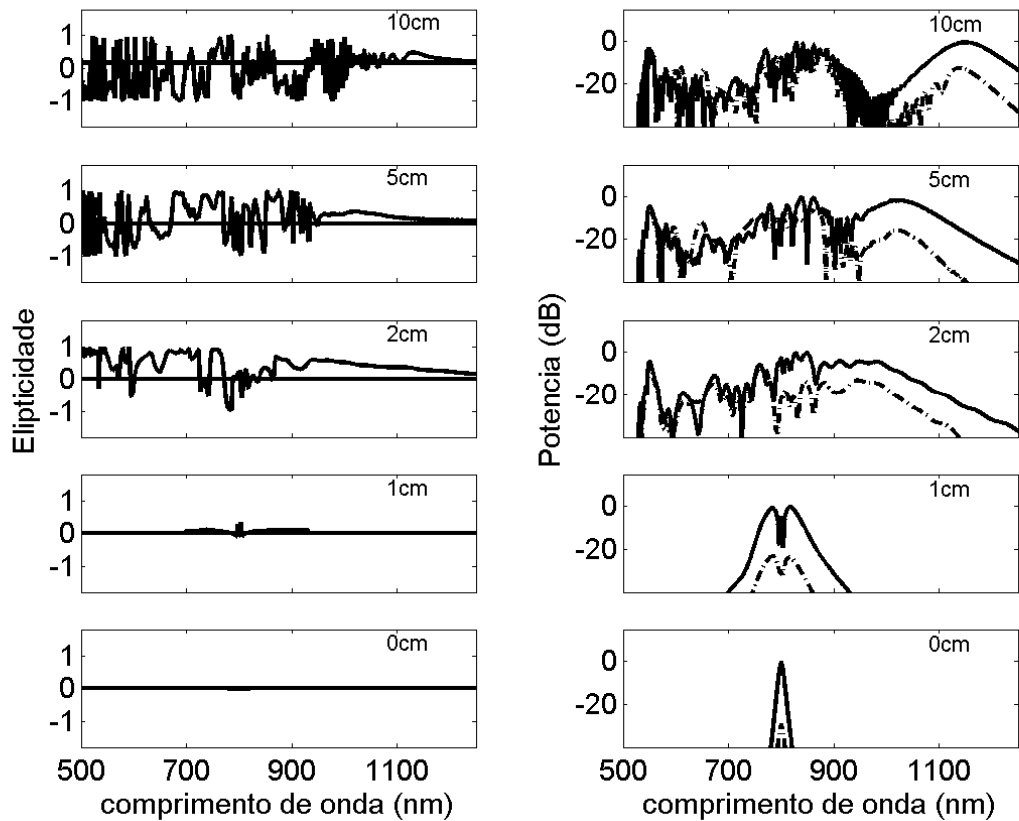 10cm
1
0
-1
5cm
1
0
-1
2cm
1
0
-1
1cm
1
0
-1
0cm
1
0
-1
Elipticidade
500 700 900 1100
comprimento de onda (nm)
10cm
0
-20
5cm
0
-20
2cm
0
-20
1cm
0
-20
0cm
0
-20
Potencia (dB)
500 700 900 1100
comprimento de onda (nm)